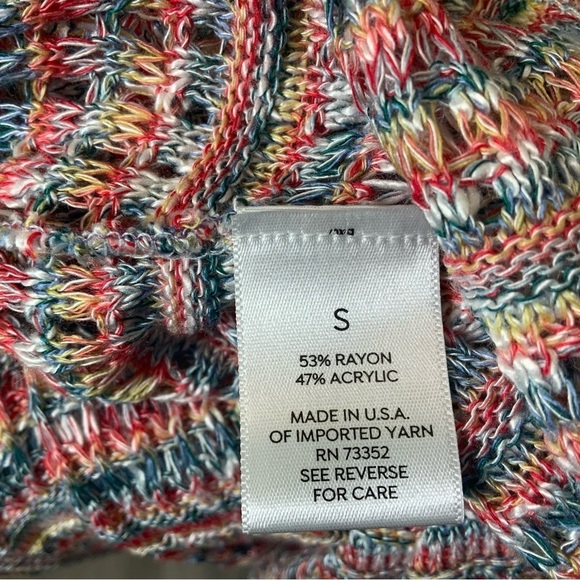 S
53% RAYON
47% ACRYLIC
MADE IN U.S.A.
OF IMPORTED YARN
RN 73352
SEE REVERSE
FOR CARE